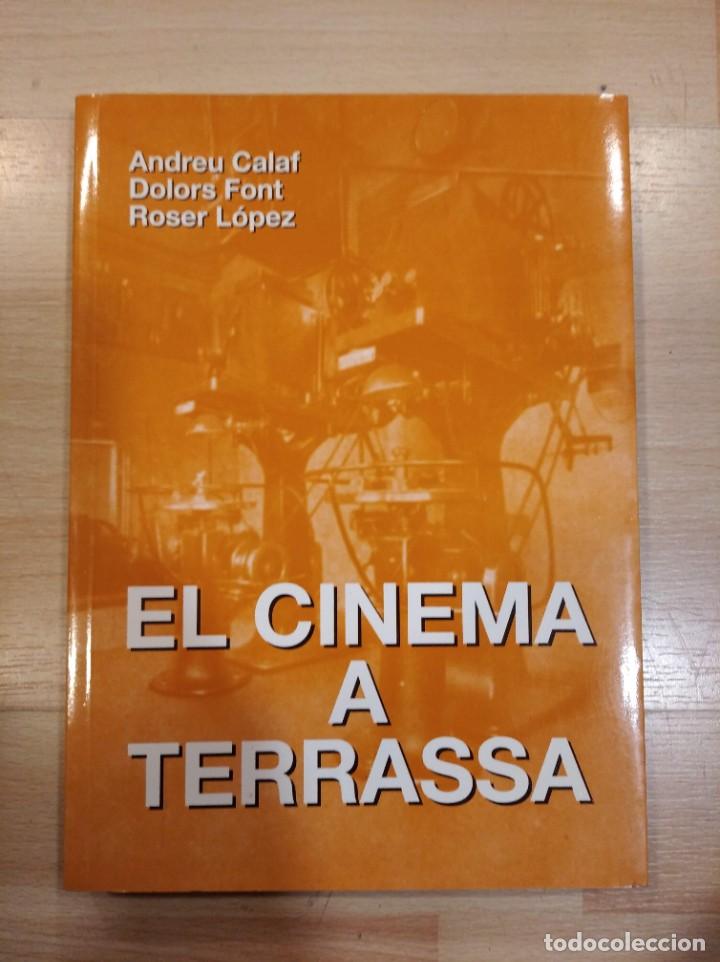 Andreu Calaf
Dolors Font
Roser López
EL CINEMA
A
TERRASSA
todocoleccion